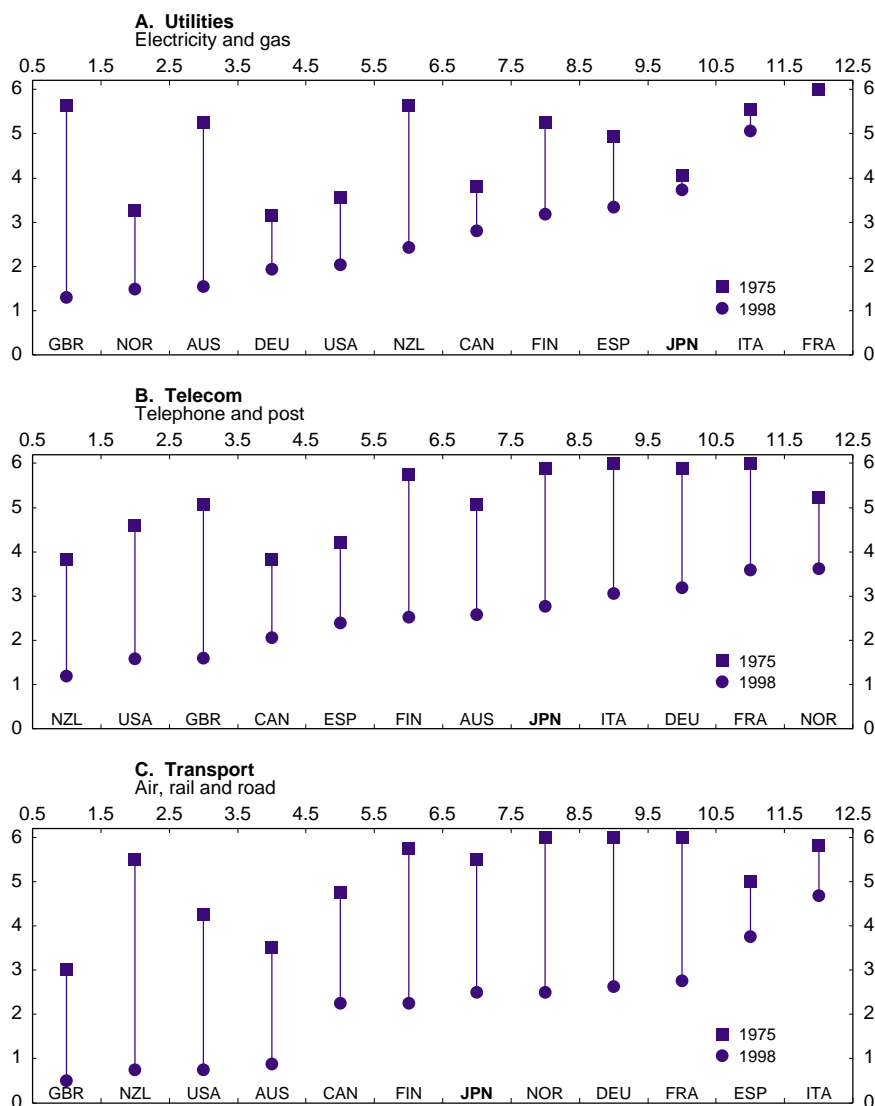 A. Utilities
Electricity and gas
0.5 1.5 2.5 3.5 4.5 5.5 6.5 7.5 8.5 9.5 10.5 11.5 12.5
6 6
5 5
4 4
3 3
2 2
1975
1 1998 1
0 GBR NOR AUS DEU USA NZL CAN FIN ESP JPN ITA FRA 0
B. Telecom
Telephone and post
0.5 1.5 2.5 3.5 4.5 5.5 6.5 7.5 8.5 9.5 10.5 11.5 12.5
6 6
5 5
4 4
3 3
2 2
1975
1 1998 1
0 NZL USA GBR CAN ESP FIN AUS JPN ITA DEU FRA NOR 0
C. Transport
Air, rail and road
0.5 1.5 2.5 3.5 4.5 5.5 6.5 7.5 8.5 9.5 10.5 11.5 12.5
6 6
5 5
4 4
3 3
2 2
1975
1 1998 1
0 GBR NZL USA AUS CAN FIN JPN NOR DEU FRA ESP ITA 0